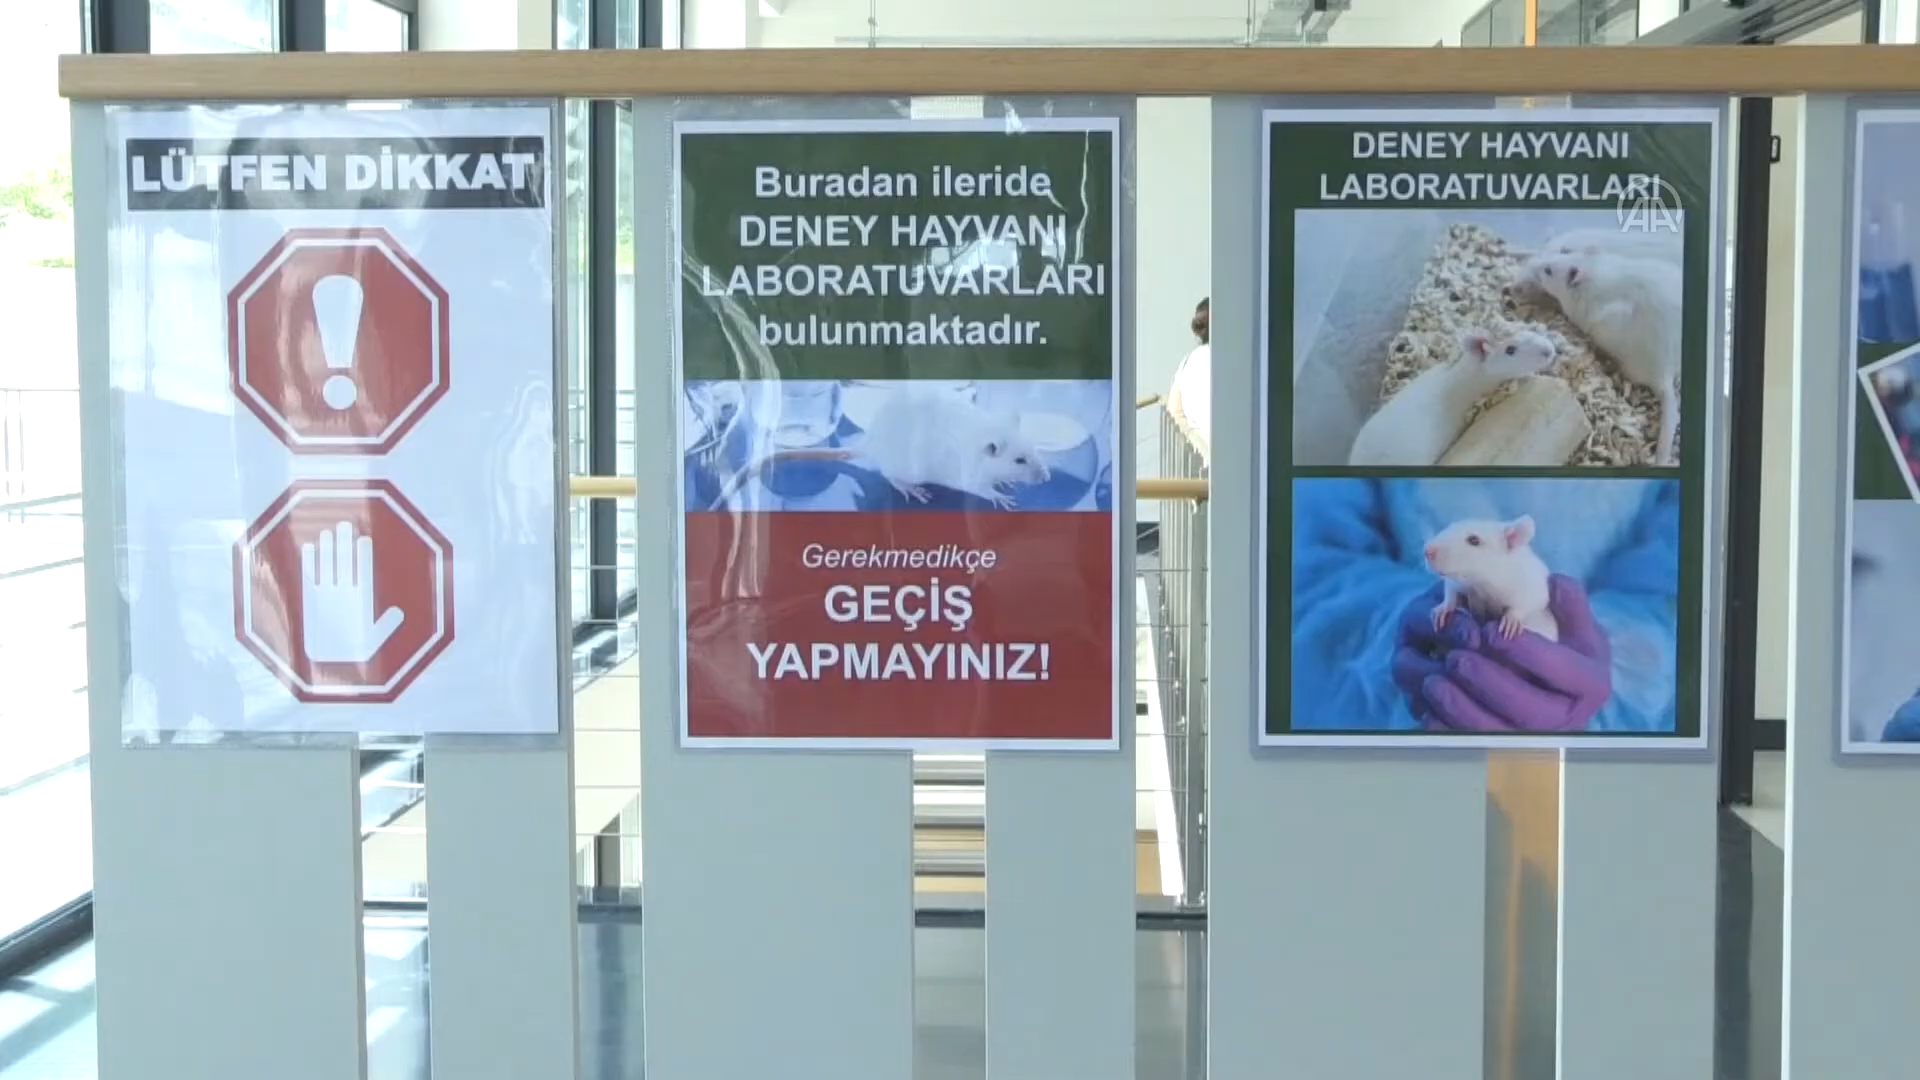 LÜTFEN DİKKAT
Buradan ileride
DENEY HAYVANI
LABORATUVARLARI
bulunmaktadır.
Gerekmedikçe
GEÇİŞ
YAPMAYINIZ!
DENEY HAYVANI
LABORATUVARLARI
AA